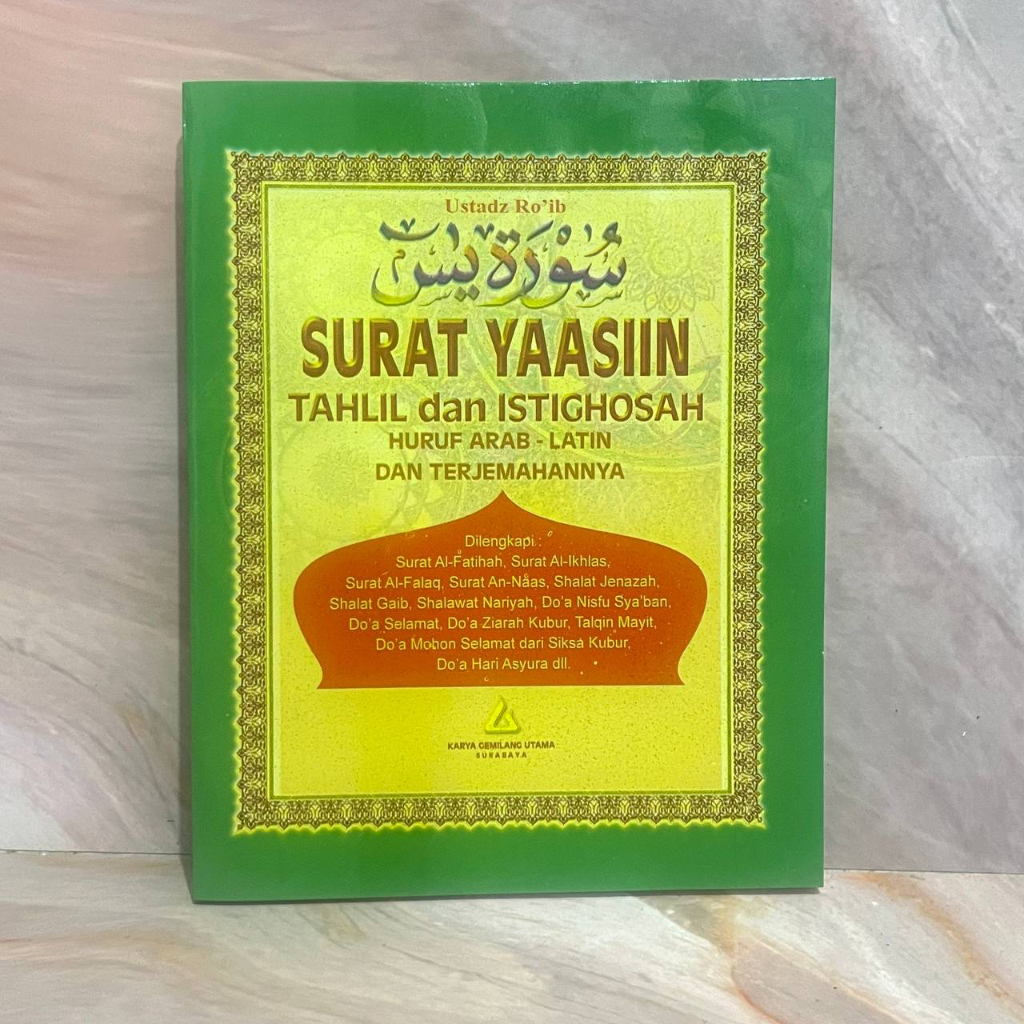 Ustadz Ro'ib
سُوْرَة يس
SURAT YAASIIN
TAHLIL dan ISTIGHOSAH
HURUF ARAB - LATIN
DAN TERJEMAHANNYA
Dilengkapi :
Surat Al-Fatihah, Surat Al-Ikhlas,
Surat Al-Falaq, Surat An-Naas, Shalat Jenazah,
Shalat Gaib, Shalawat Nariyah, Do'a Nisfu Sya'ban,
Do'a Selamat, Do'a Ziarah Kubur, Talqin Mayit,
Do'a Mohon Selamat dari Siksa Kubur,
Do'a Hari Asyura dll.
KARYA GEMILANG UTAMA
SURABAYA